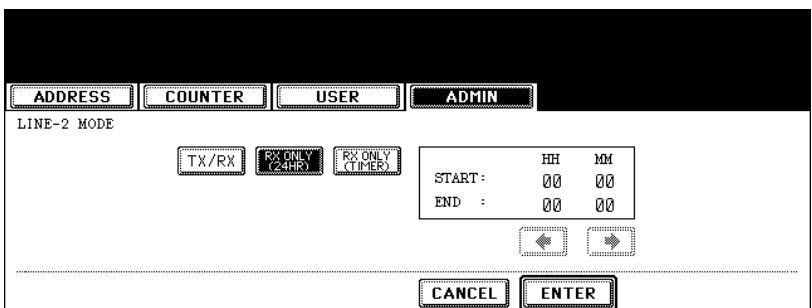 ADDRESS COUNTER USER ADMIN
LINE-2 MODE
TX/RX RX ONLY (24HR) RX ONLY (TIMER)
HH MM
START: 00 00
END : 00 00
CANCEL ENTER